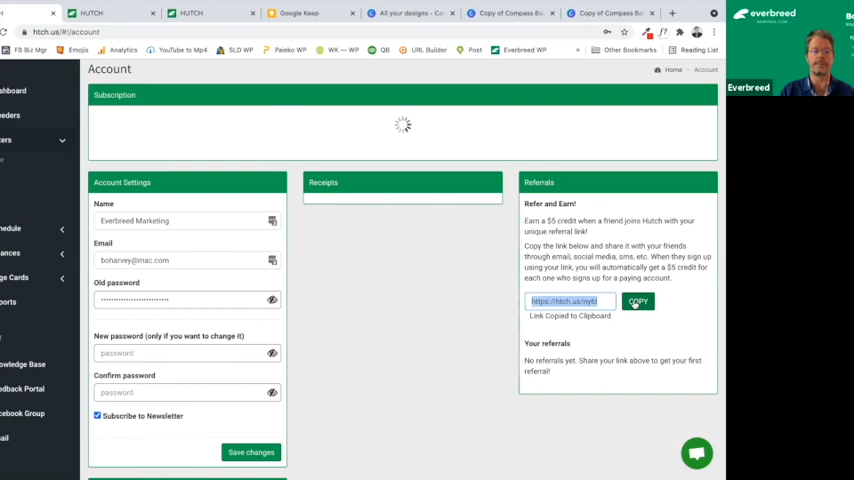 HUTCH
HUTCH
Google Keep
All your designs - Can
Copy of Compass Be
Copy of Compass Be
htch.us/#!/account
FB Biz Mgr
Emojis
Analytics
YouTube to Mp4
SLD WP
Paieko WP
WK — WP
QB
URL Builder
Post
Everbreed WP
»
Other Bookmarks
Reading List
everbreed
Everbreed
shboard
eeders
ters
hedule
ances
ge Cards
ports
owledge Base
edback Portal
cebook Group
ail
Account
Home - Account
Subscription
Account Settings
Name
Everbreed Marketing
Email
boharvey@mac.com
Old password
New password (only if you want to change it)
password
Confirm password
password
Subscribe to Newsletter
Save changes
Receipts
Referrals
Refer and Earn!
Earn a $5 credit when a friend joins Hutch with your
unique referral link!
Copy the link below and share it with your friends
through email, social media, sms, etc. When they sign up
using your link, you will automatically get a $5 credit for
each one who signs up for a paying account.
https://htch.us/ny6t
COPY
Link Copied to Clipboard
Your referrals
No referrals yet. Share your link above to get your first
referral!